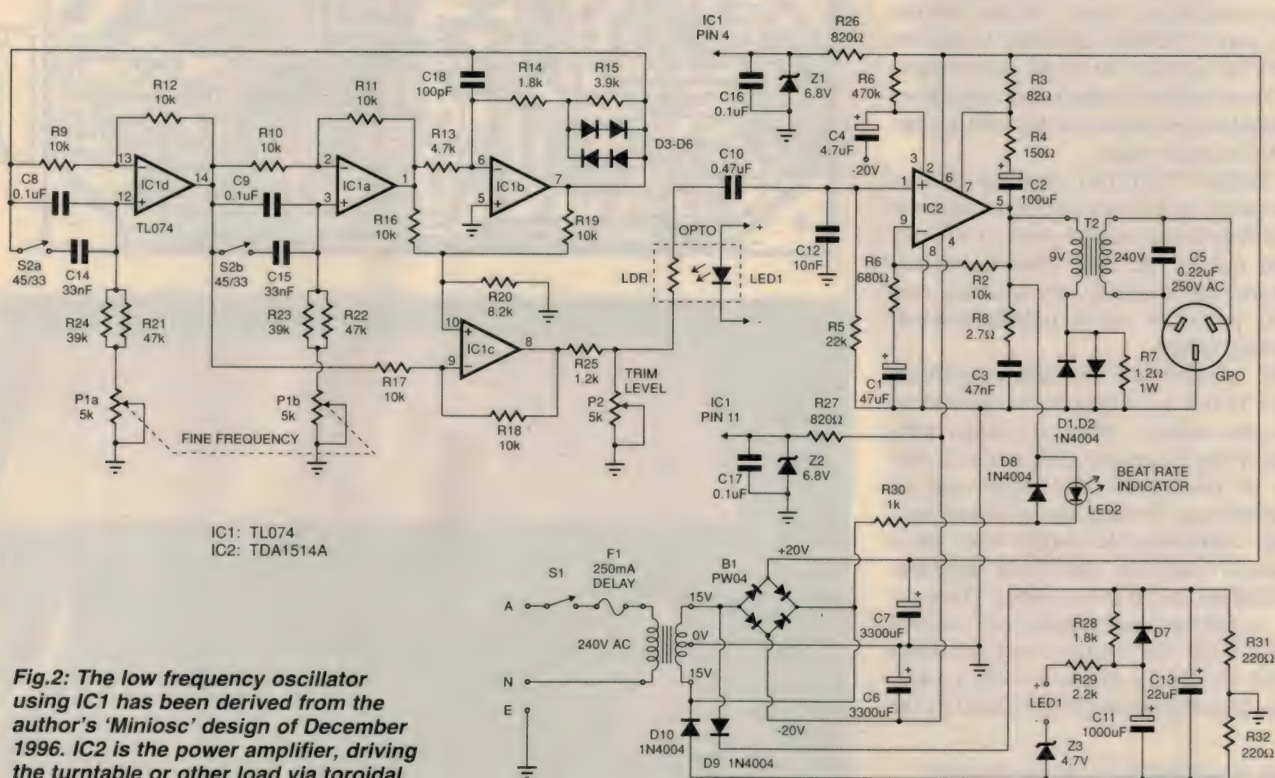 IC1
PIN 4
R26
820Ω
C16
0.1uF
Z1
6.8V
R6
470k
C4
4.7uF
-20V
R3
82Ω
R4
150Ω
C2
100uF
R12
10k
R11
10k
C18
100pF
R14
1.8k
R15
3.9k
D3-D6
R9
10k
C8
0.1uF
13
12
IC1d
14
TL074
R10
10k
C9
0.1uF
2
3
IC1a
1
R13
4.7k
6
5
IC1b
7
R16
10k
R19
10k
C10
0.47uF
3
2
6
7
1
9
IC2
5
8
4
S2a
45/33
C14
33nF
S2b
45/33
C15
33nF
OPTO
LDR
LED1
+
-
C12
10nF
R6
680Ω
R2
10k
T2
9V
240V
C5
0.22uF
250V AC
R24
39k
R21
47k
R23
39k
R22
47k
R20
8.2k
10
9
IC1c
8
R25
1.2k
R5
22k
C1
47uF
R8
2.7Ω
C3
47nF
R7
1.2Ω
1W
GPO
D1,D2
1N4004
P1a
5k
FINE FREQUENCY
P1b
5k
R17
10k
R18
10k
TRIM
LEVEL
P2
5k
IC1
PIN 11
R27
820Ω
C17
0.1uF
Z2
6.8V
R30
1k
D8
1N4004
BEAT RATE
INDICATOR
LED2
IC1: TL074
IC2: TDA1514A
A
S1
F1
250mA
DELAY
240V AC
N
E
15V
0V
15V
B1
PW04
+20V
-20V
C7
3300uF
C6
3300uF
D10
1N4004
D9 1N4004
R28
1.8k
D7
R29
2.2k
+
LED1
-
Z3
4.7V
C11
1000uF
C13
22uF
R31
220Ω
R32
220Ω
Fig.2: The low frequency oscillator
using IC1 has been derived from the
author's 'Miniosc' design of December
1996. IC2 is the power amplifier, driving
the turntable or other load via toroidal